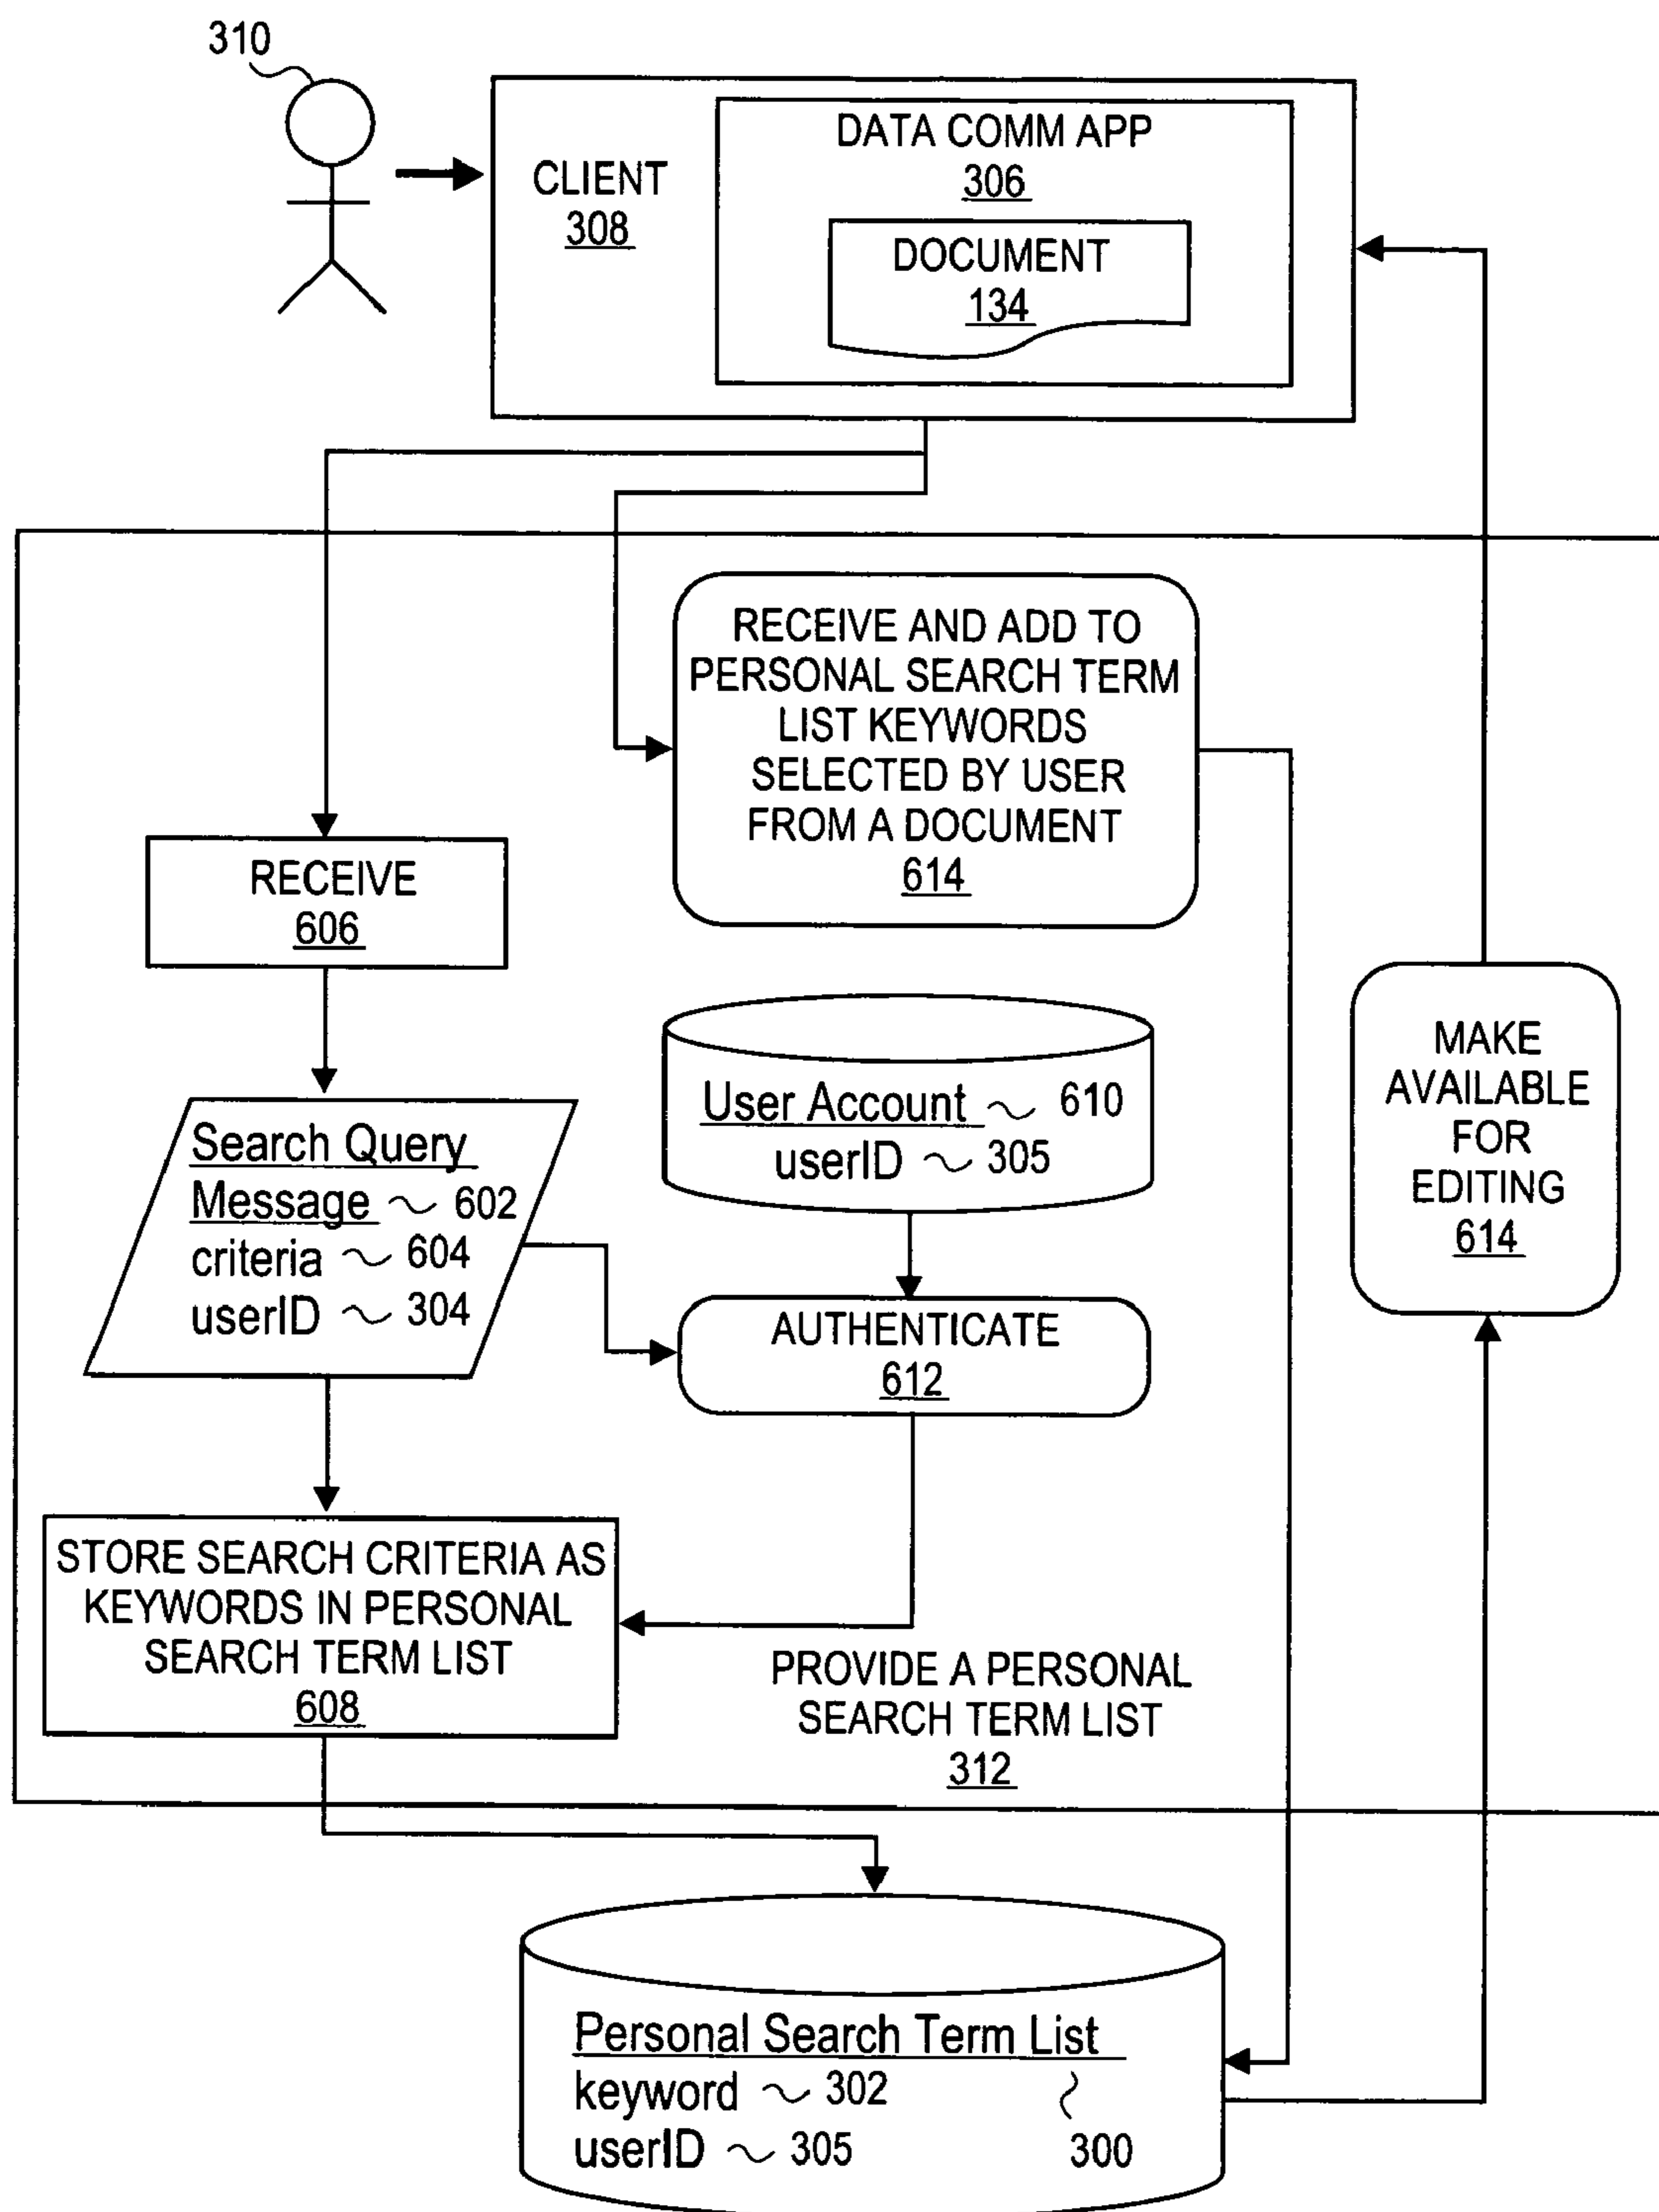 310
DATA COMM APP
306
CLIENT
308
DOCUMENT
134
RECEIVE AND ADD TO
PERSONAL SEARCH TERM
LIST KEYWORDS
SELECTED BY USER
FROM A DOCUMENT
614
RECEIVE
606
User Account 610
userID 305
MAKE
AVAILABLE
FOR
EDITING
614
Search Query
Message 602
criteria 604
userID 304
AUTHENTICATE
612
STORE SEARCH CRITERIA AS
KEYWORDS IN PERSONAL
SEARCH TERM LIST
608
PROVIDE A PERSONAL
SEARCH TERM LIST
312
Personal Search Term List
keyword 302
userID 305
300